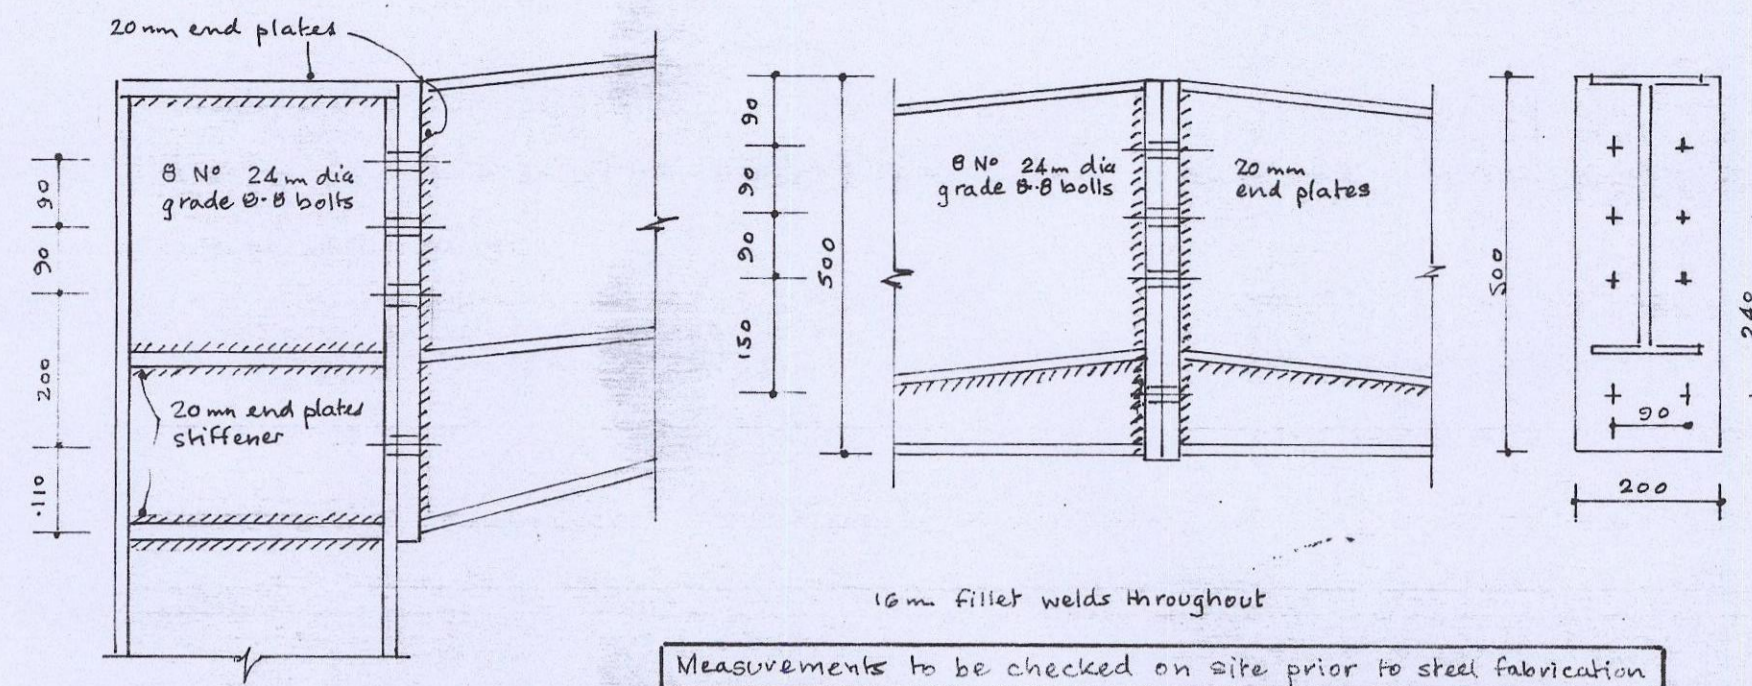 20 mm end plates
8 Nº 24 m dia
grade 8.8 bolts
90
90
200
110
20 mm end plates
stiffener
90
90
90
150
500
8 Nº 24 m dia
grade 8.8 bolts
20 mm
end plates
500
240
90
200
16 m fillet welds throughout
Measurements to be checked on site prior to steel fabrication